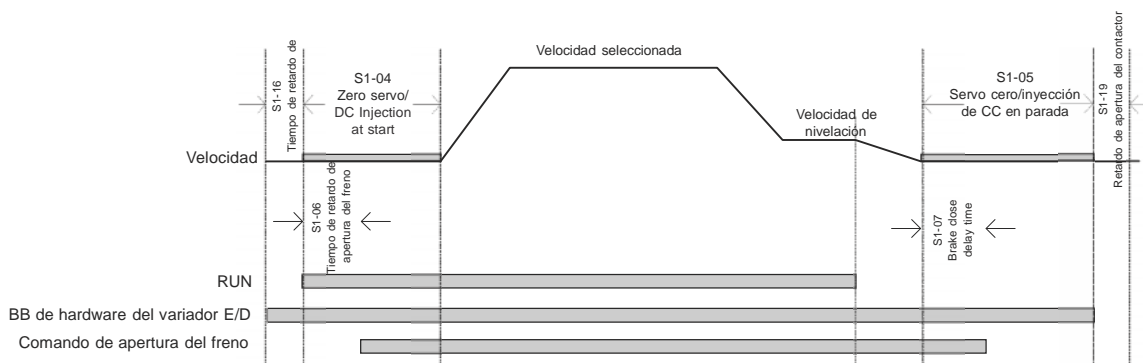 Velocidad seleccionada
S1-16
Tiempo de retardo de
S1-04
Zero servo/
DC Injection
at start
S1-05
Servo cero/inyección
de CC en parada
S1-19
Retardo de apertura del contactor
Velocidad de
nivelación
Velocidad
S1-06
Tiempo de retardo de
apertura del freno
S1-07
Brake close
delay time
RUN
BB de hardware del variador E/D
Comando de apertura del freno